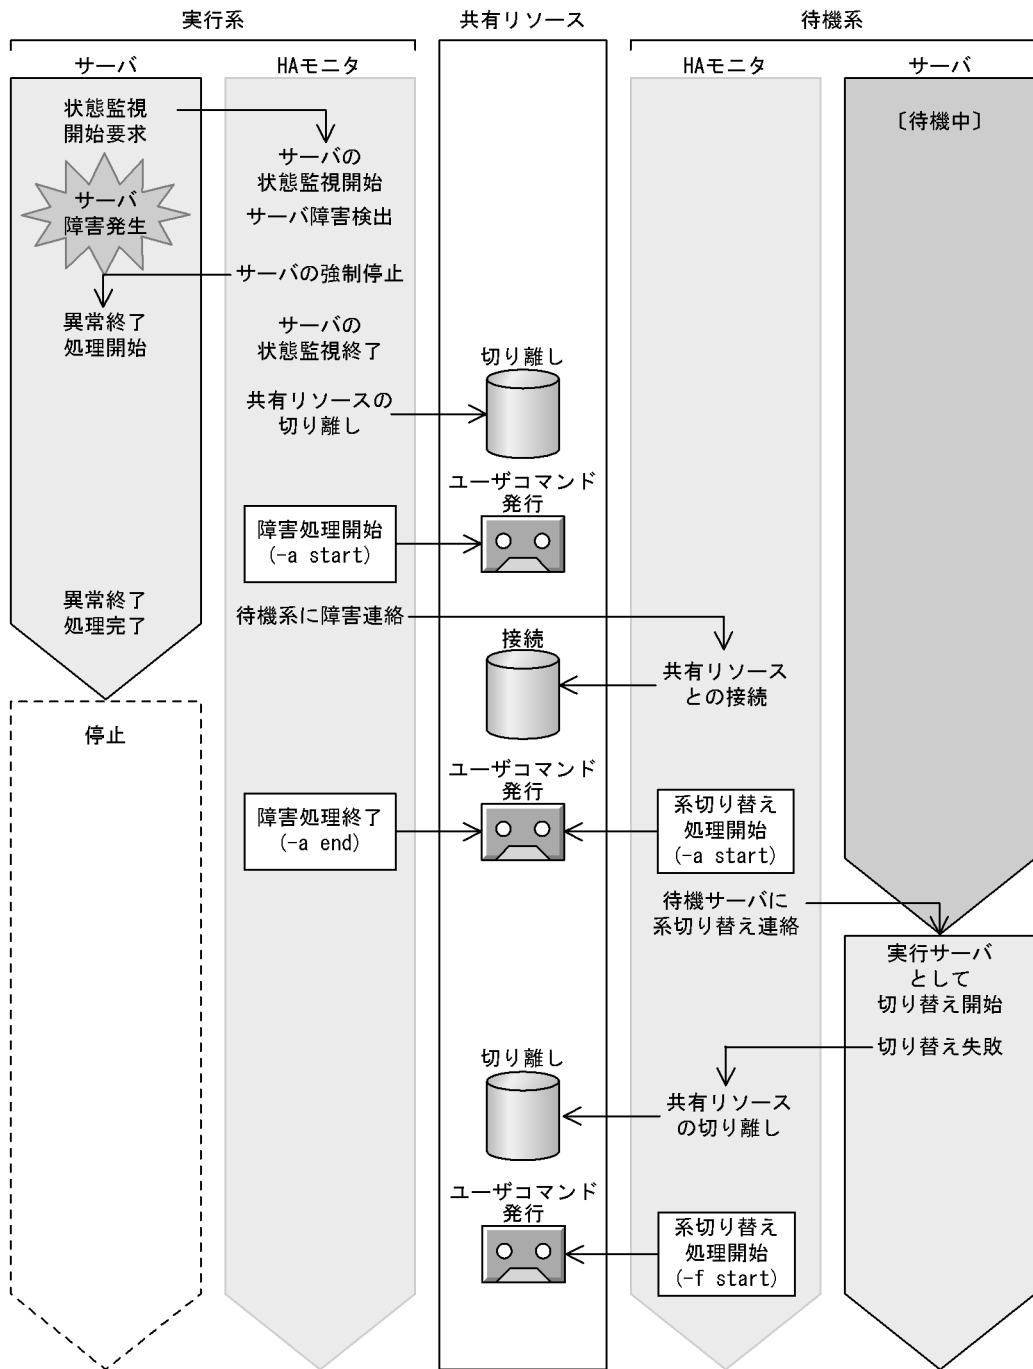 実行系
共有リソース
待機系
サーバ
HAモニタ
HAモニタ
サーバ
状態監視
開始要求
〔待機中〕
サーバの
状態監視開始
サーバ
障害発生
サーバ障害検出
サーバの強制停止
異常終了
処理開始
サーバの
状態監視終了
切り離し
共有リソースの
切り離し
ユーザコマンド
発行
障害処理開始
(-a start)
異常終了
処理完了
待機系に障害連絡
接続
共有リソース
との接続
停止
ユーザコマンド
発行
障害処理終了
(-a end)
系切り替え
処理開始
(-a start)
待機サーバに
系切り替え連絡
実行サーバ
として
切り替え開始
切り替え失敗
切り離し
共有リソース
の切り離し
ユーザコマンド
発行
系切り替え
処理開始
(-f start)